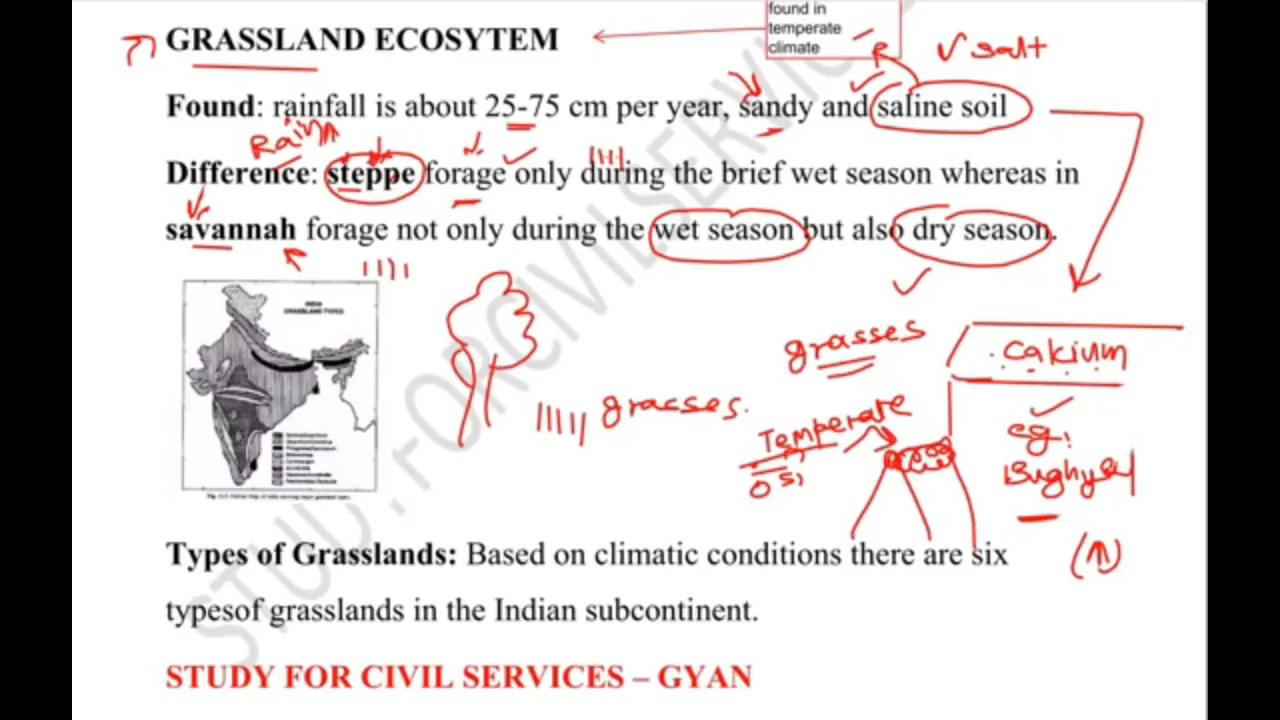 found in
temperate
climate
GRASSLAND ECOSYTEM
salt
Found: rainfall is about 25-75 cm per year, sandy and saline soil
Rain
Difference: steppe forage only during the brief wet season whereas in
savannah forage not only during the wet season but also dry season.
INDIA
GRASSLAND TYPES
grasses
Calcium
grasses.
Temperate
eg:
Types of Grasslands: Based on climatic conditions there are six
typesof grasslands in the Indian subcontinent.
STUDY FOR CIVIL SERVICES – GYAN